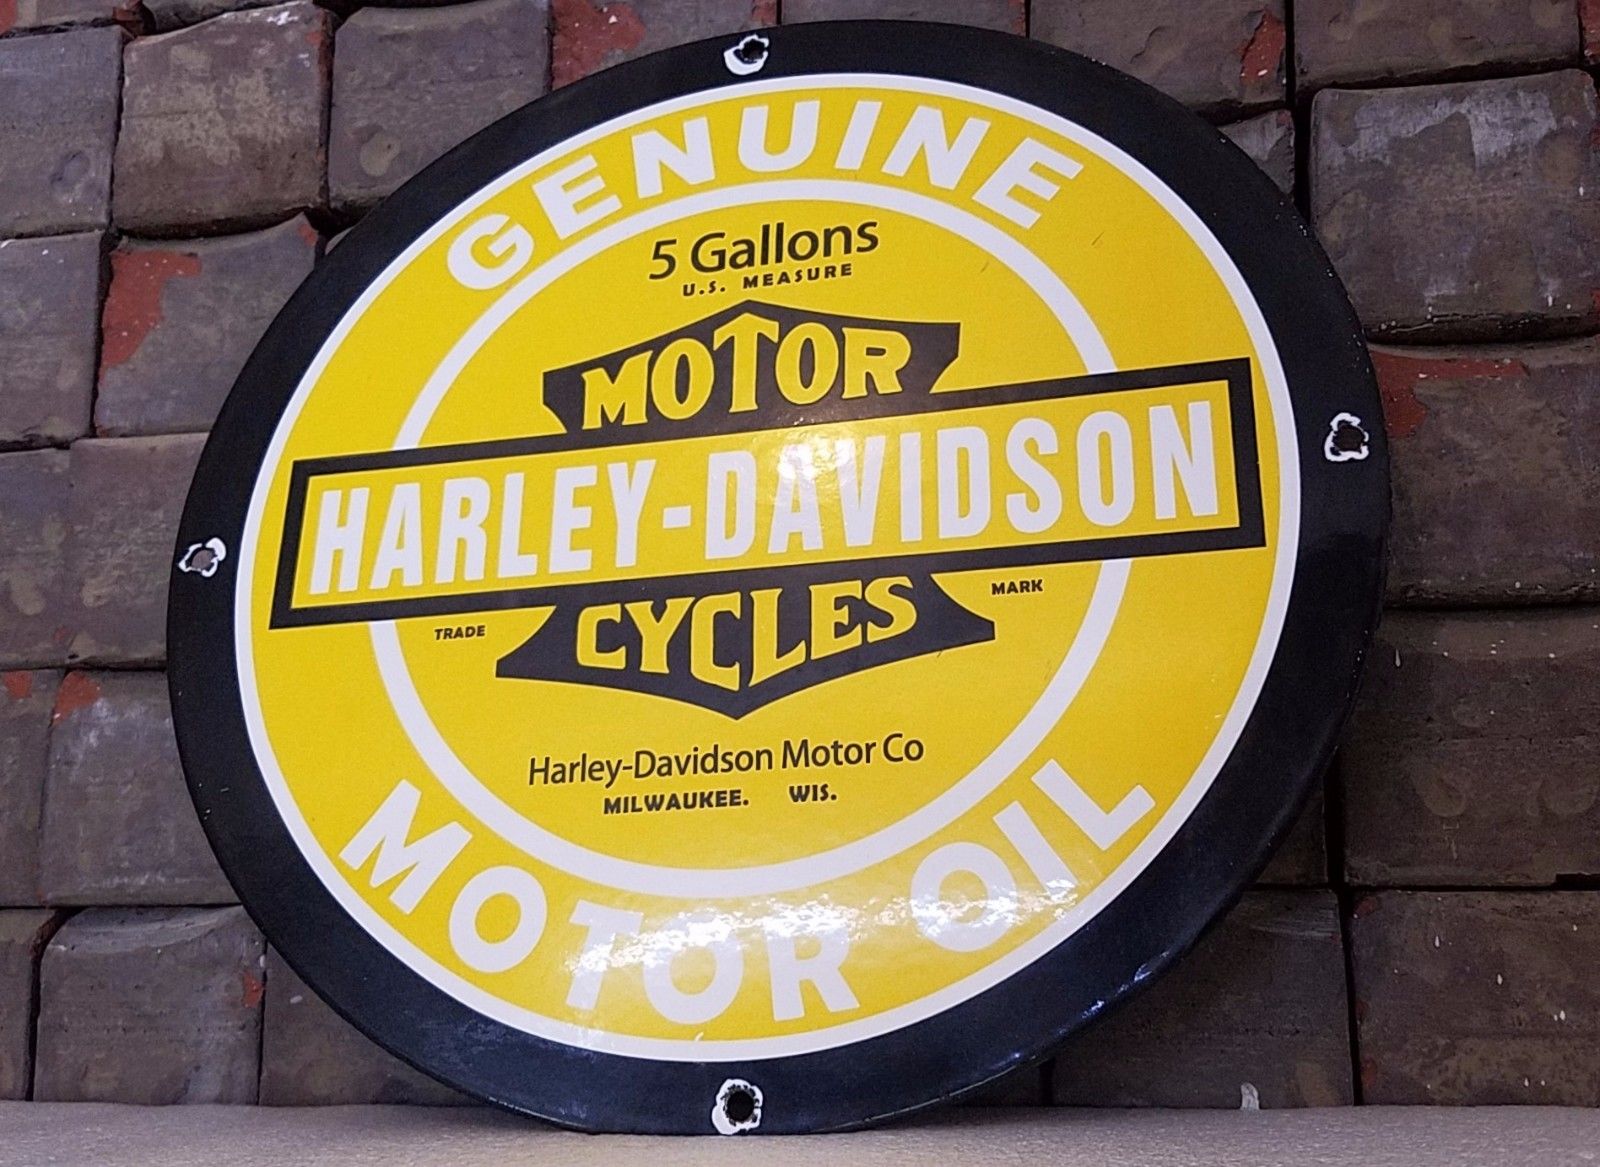 GENUINE
5 Gallons
U.S. MEASURE
MOTOR
HARLEY-DAVIDSON
CYCLES
TRADE MARK
Harley-Davidson Motor Co
MILWAUKEE. WIS.
MOTOR OIL